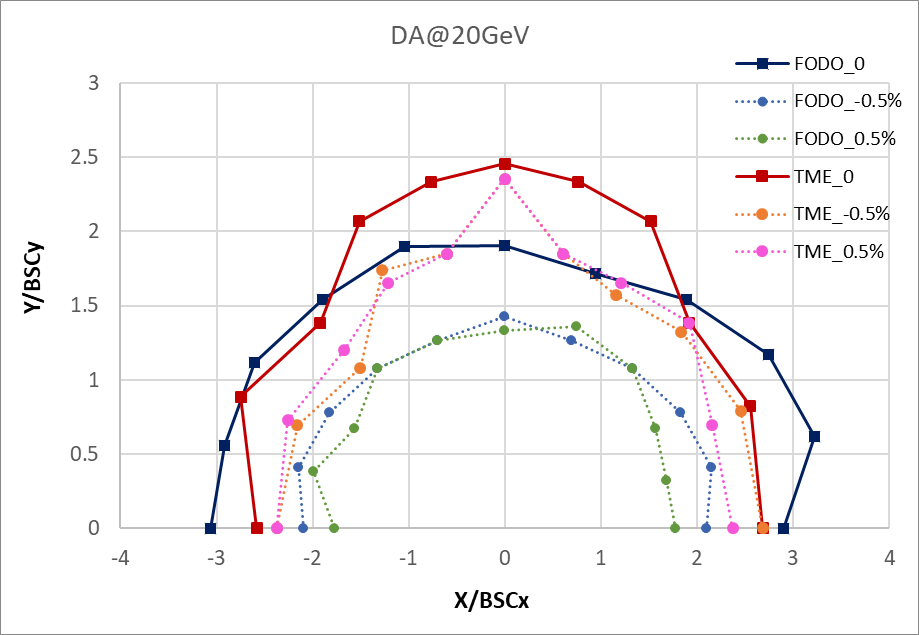 DA@20GeV
FODO_0
FODO_-0.5%
FODO_0.5%
TME_0
TME_-0.5%
TME_0.5%
3
2.5
2
1.5
1
0.5
0
Y/BSCy
-4
-3
-2
-1
0
1
2
3
4
X/BSCx